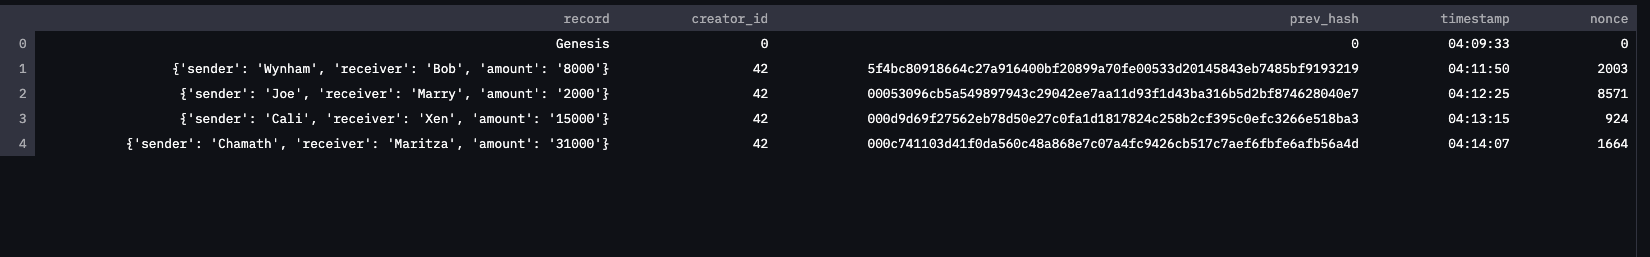 record creator_id prev_hash timestamp nonce
0 Genesis 0 0 04:09:33 0
1 {'sender': 'Wynham', 'receiver': 'Bob', 'amount': '8000'} 42 5f4bc80918664c27a916400bf20899a70fe00533d20145843eb7485bf9193219 04:11:50 2003
2 {'sender': 'Joe', 'receiver': 'Marry', 'amount': '2000'} 42 00053096cb5a549897943c29042ee7aa11d93f1d43ba316b5d2bf874628040e7 04:12:25 8571
3 {'sender': 'Cali', 'receiver': 'Xen', 'amount': '15000'} 42 000d9d69f27562eb78d50e27c0fa1d1817824c258b2cf395c0efc3266e518ba3 04:13:15 924
4 {'sender': 'Chamath', 'receiver': 'Maritza', 'amount': '31000'} 42 000c741103d41f0da560c48a868e7c07a4fc9426cb517c7aef6fbfe6afb56a4d 04:14:07 1664